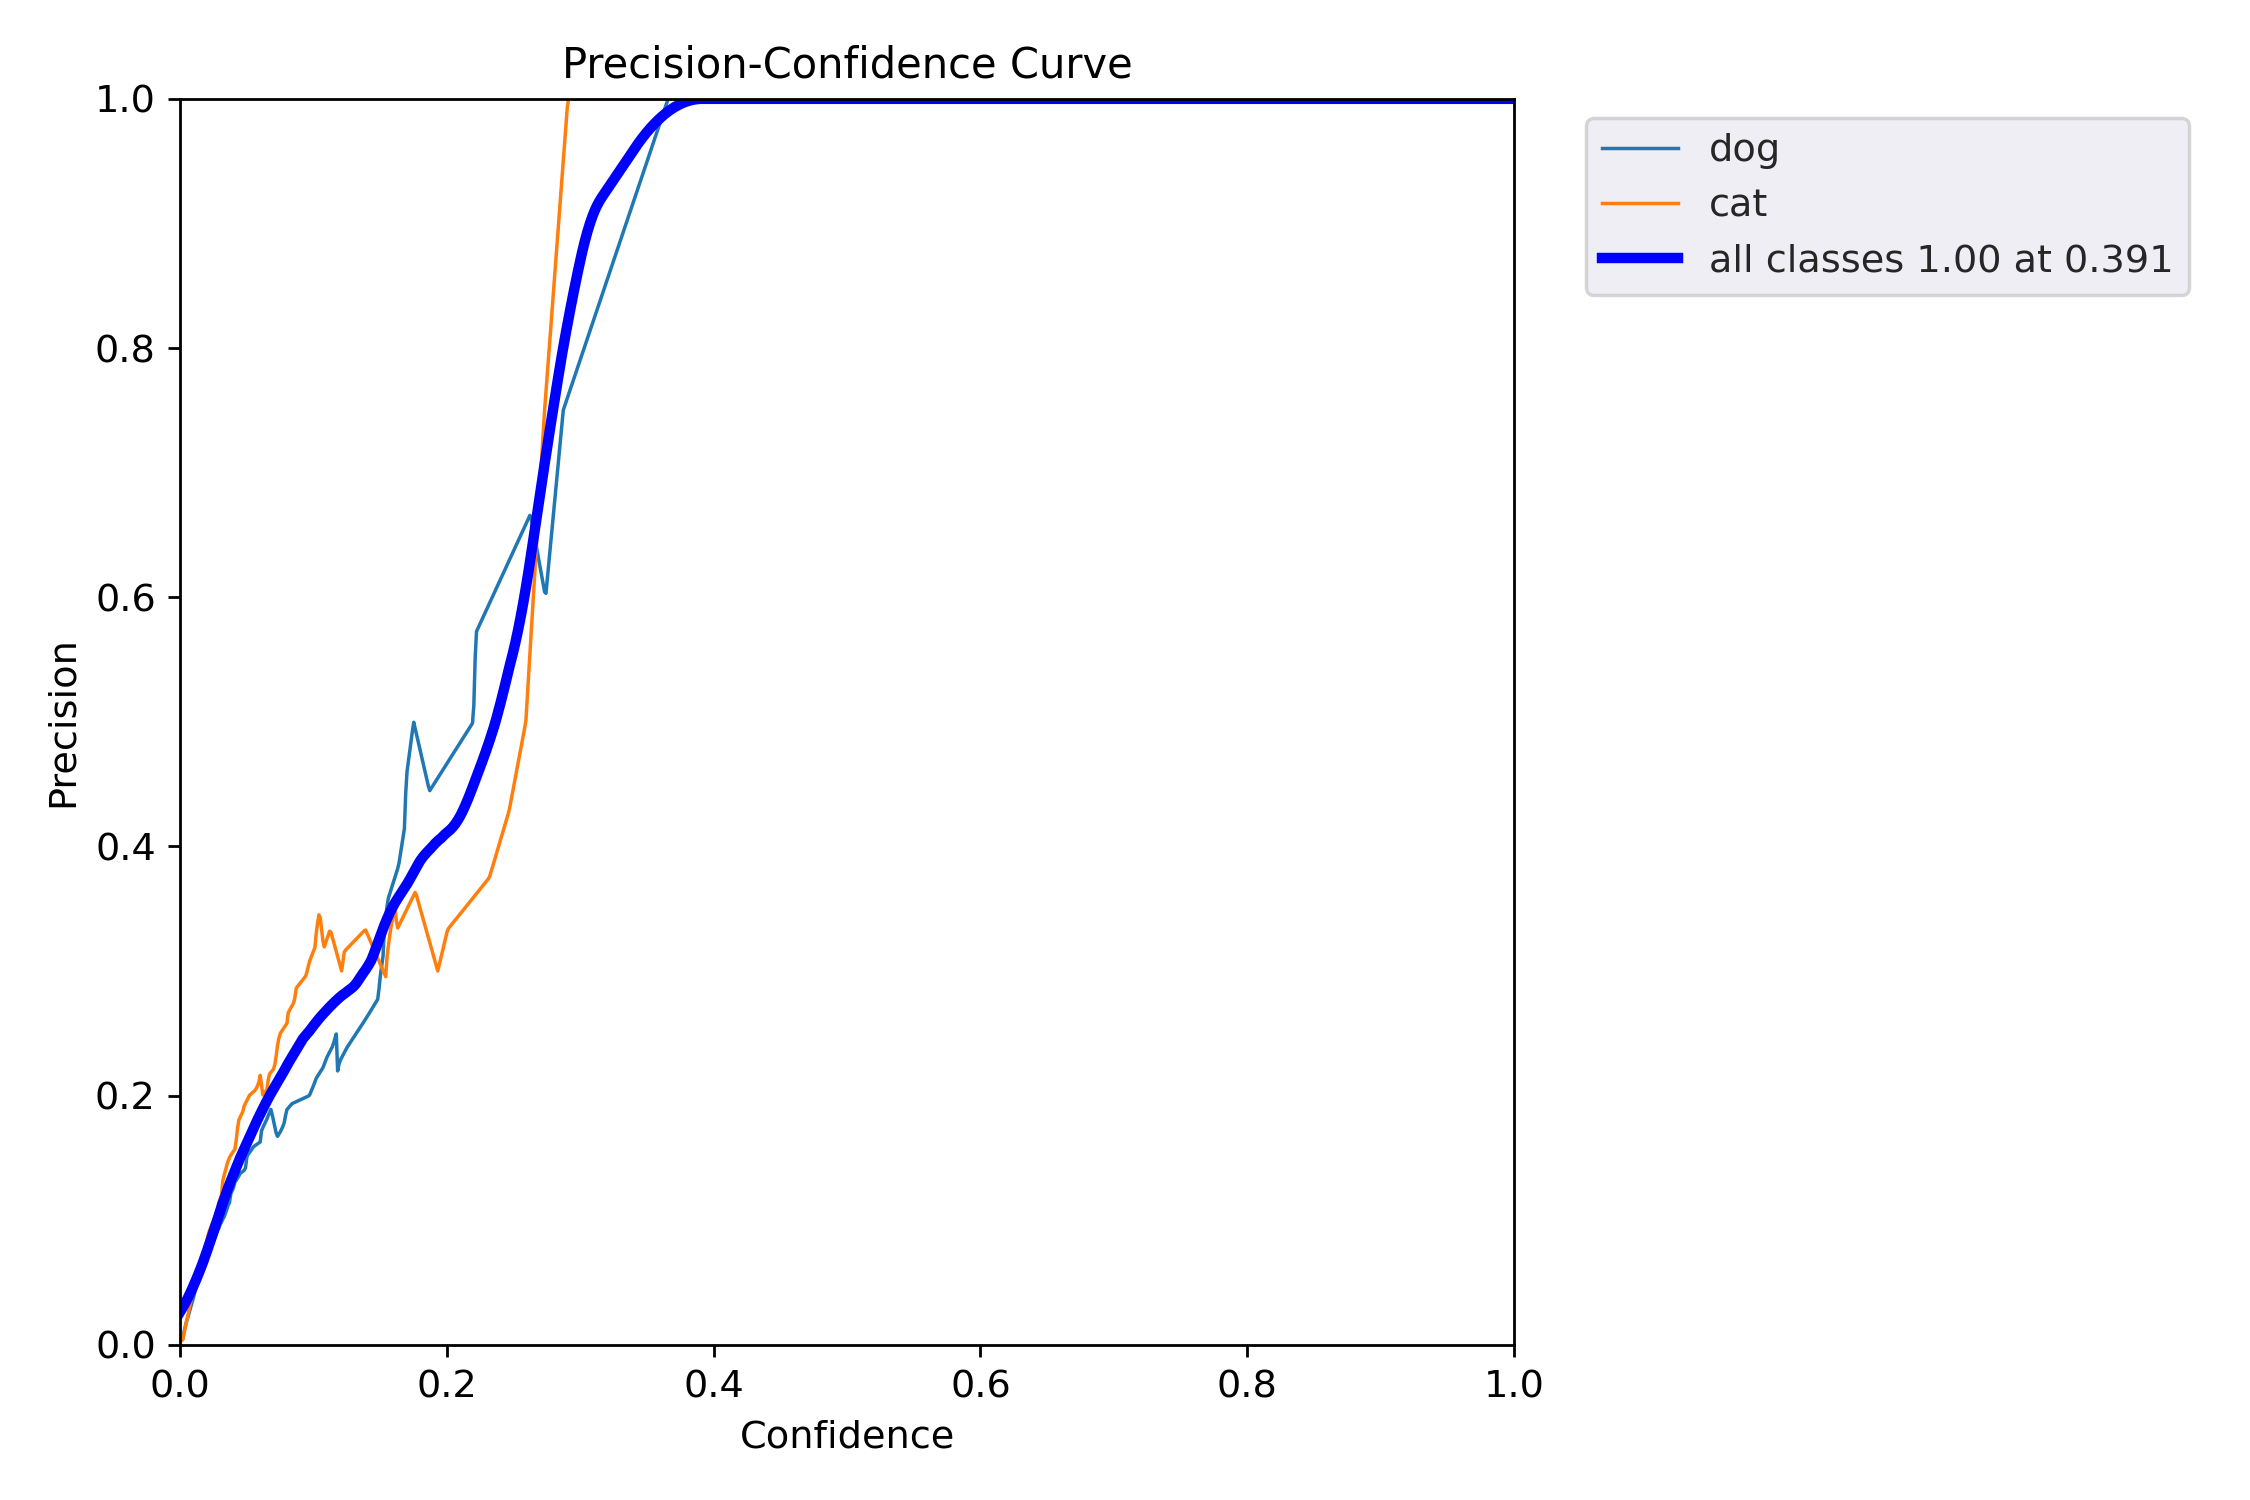 Precision-Confidence Curve
1.0
0.8
0.6
0.4
0.2
0.0
Precision
0.0 0.2 0.4 0.6 0.8 1.0
Confidence
dog
cat
all classes 1.00 at 0.391